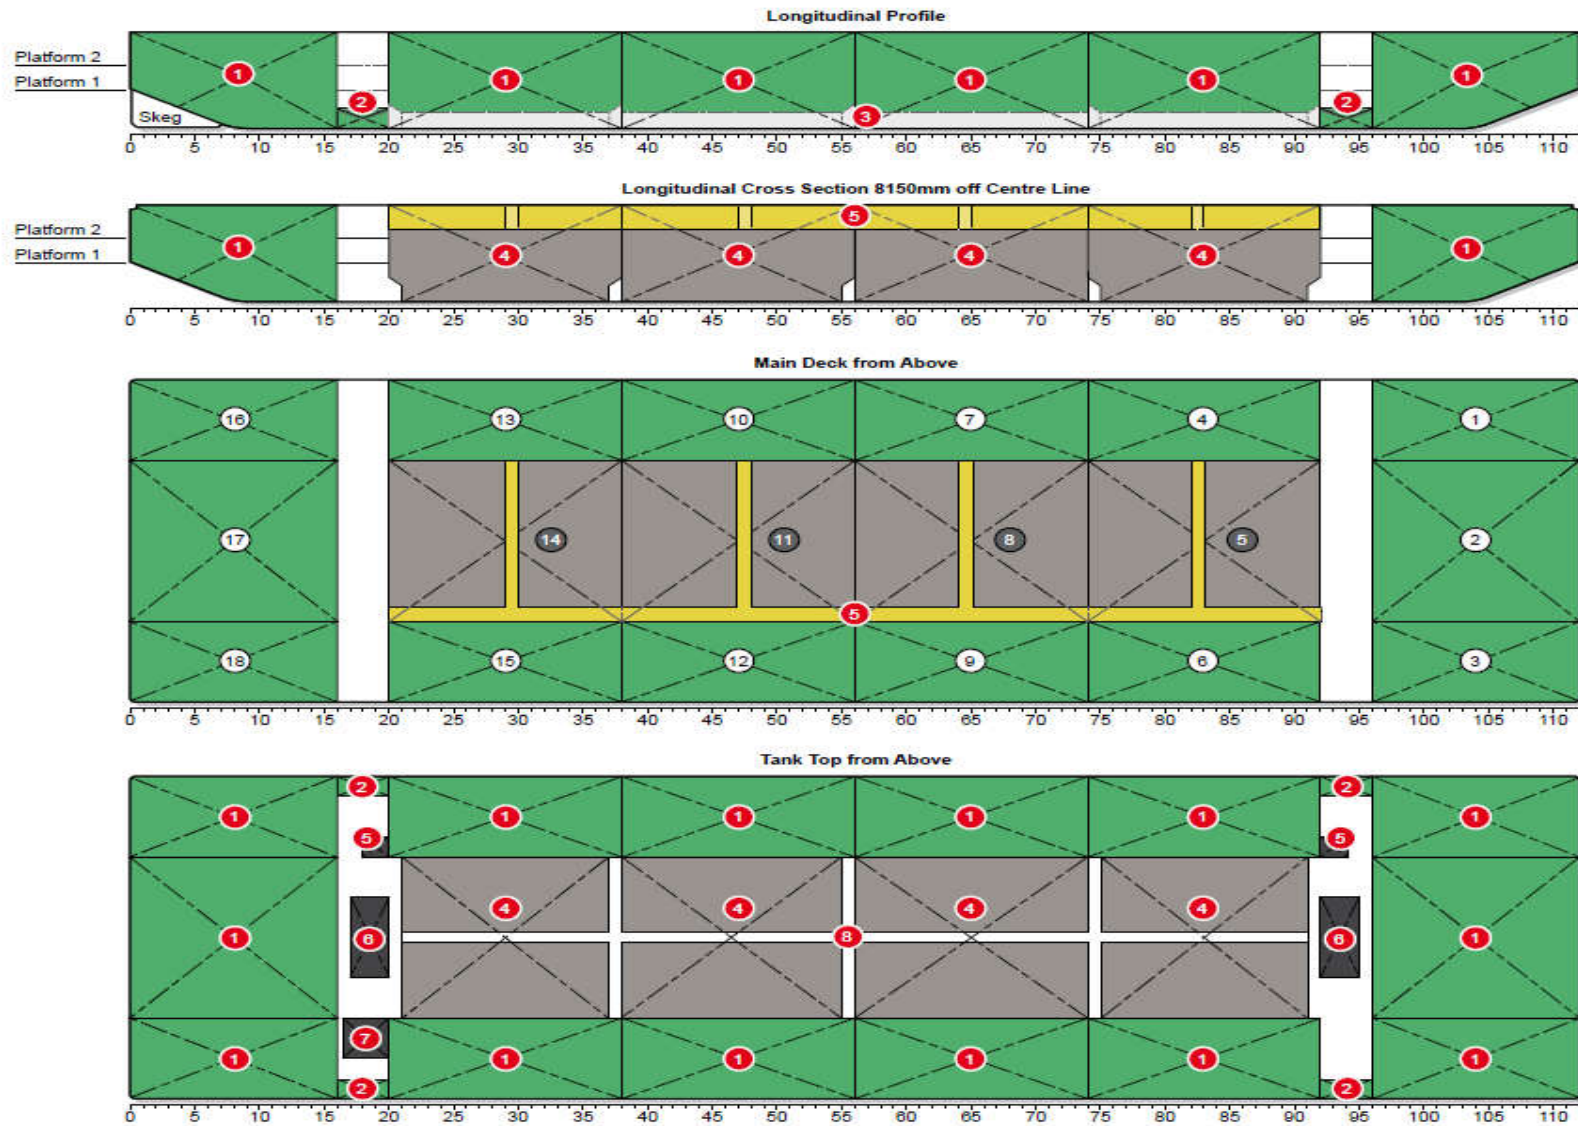 Longitudinal Profile
Platform 2
Platform 1
1 1 1 1 1 1
2 2
Skeg 3
0 5 10 15 20 25 30 35 40 45 50 55 60 65 70 75 80 85 90 95 100 105 110
Longitudinal Cross Section 8150mm off Centre Line
5
Platform 2
Platform 1
1 4 4 4 4 1
0 5 10 15 20 25 30 35 40 45 50 55 60 65 70 75 80 85 90 95 100 105 110
Main Deck from Above
16 13 10 7 4 1
17 14 11 8 5 2
5
18 15 12 9 6 3
0 5 10 15 20 25 30 35 40 45 50 55 60 65 70 75 80 85 90 95 100 105 110
Tank Top from Above
2 2
1 1 1 1 1 1
5 5
4 4 4 4
1 6 8 6 1
7
1 1 1 1 1 1
2 2
0 5 10 15 20 25 30 35 40 45 50 55 60 65 70 75 80 85 90 95 100 105 110